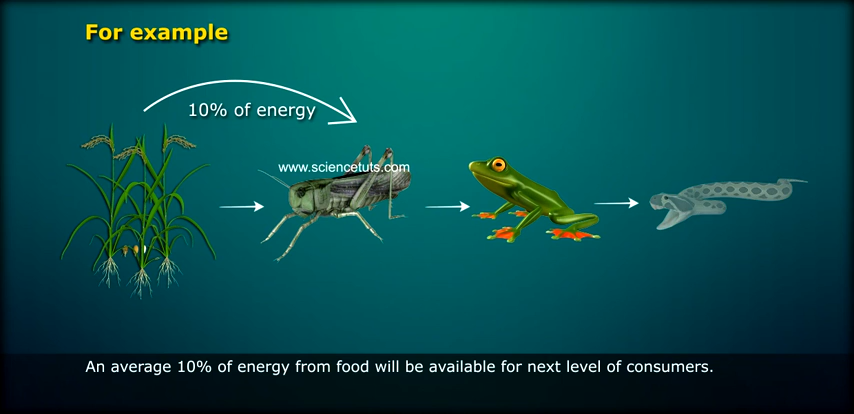 For example
10% of energy
www.sciencetuts.com
An average 10% of energy from food will be available for next level of consumers.